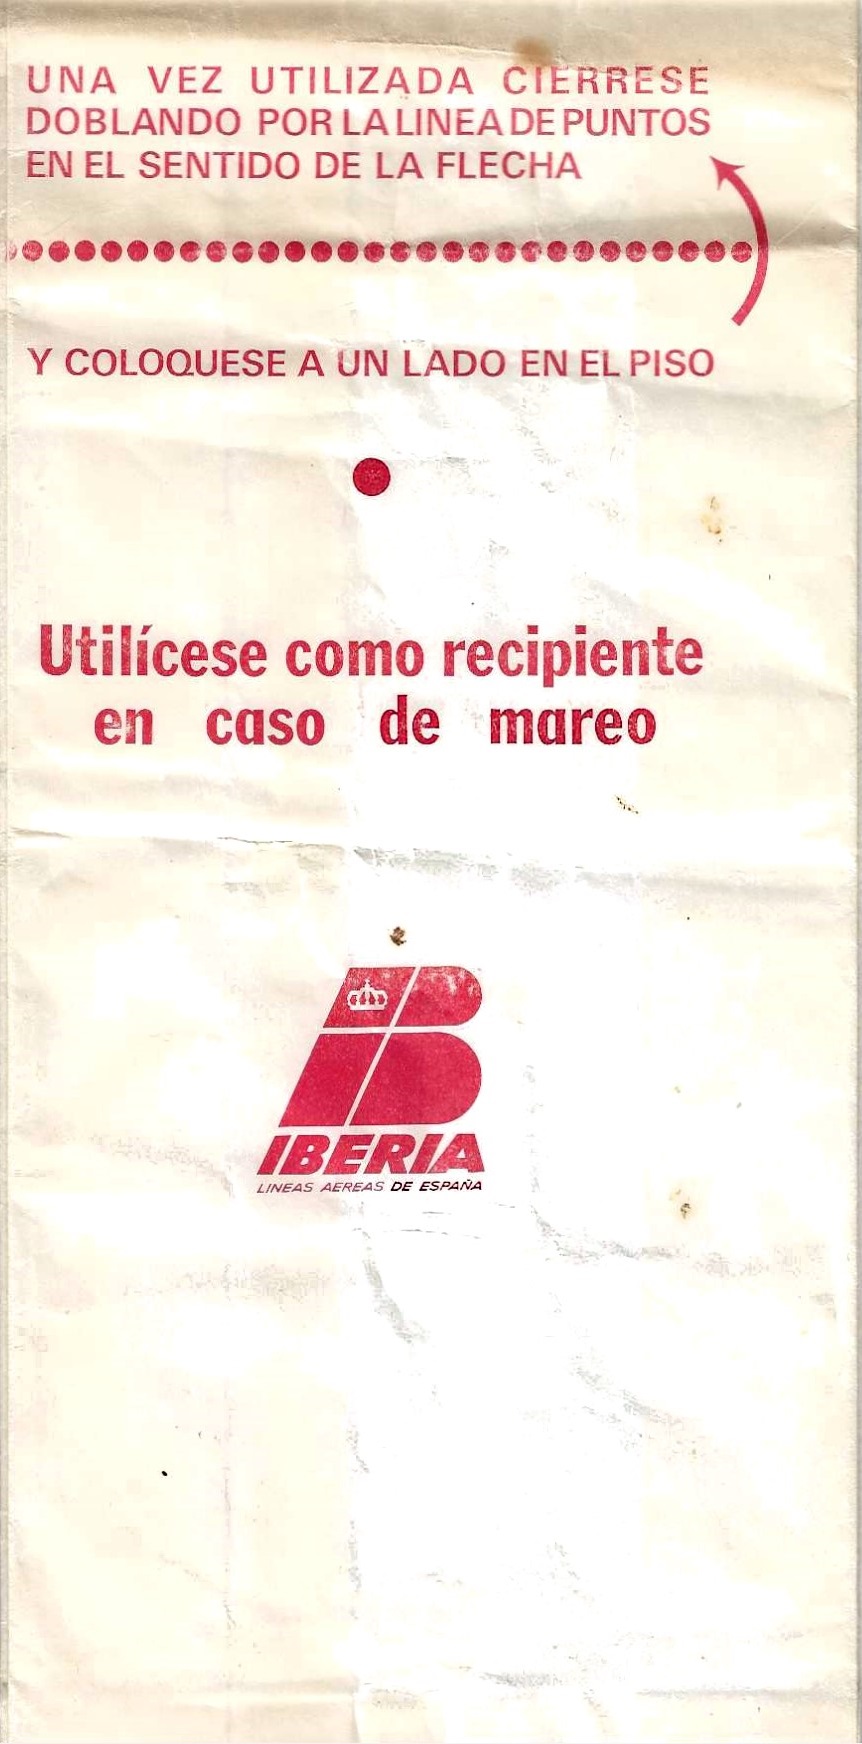 UNA VEZ UTILIZADA CIERRESE
DOBLANDO POR LA LINEA DE PUNTOS
EN EL SENTIDO DE LA FLECHA
Y COLOQUESE A UN LADO EN EL PISO
Utilícese como recipiente
en caso de mareo
IB
IBERIA
LINEAS AEREAS DE ESPAÑA